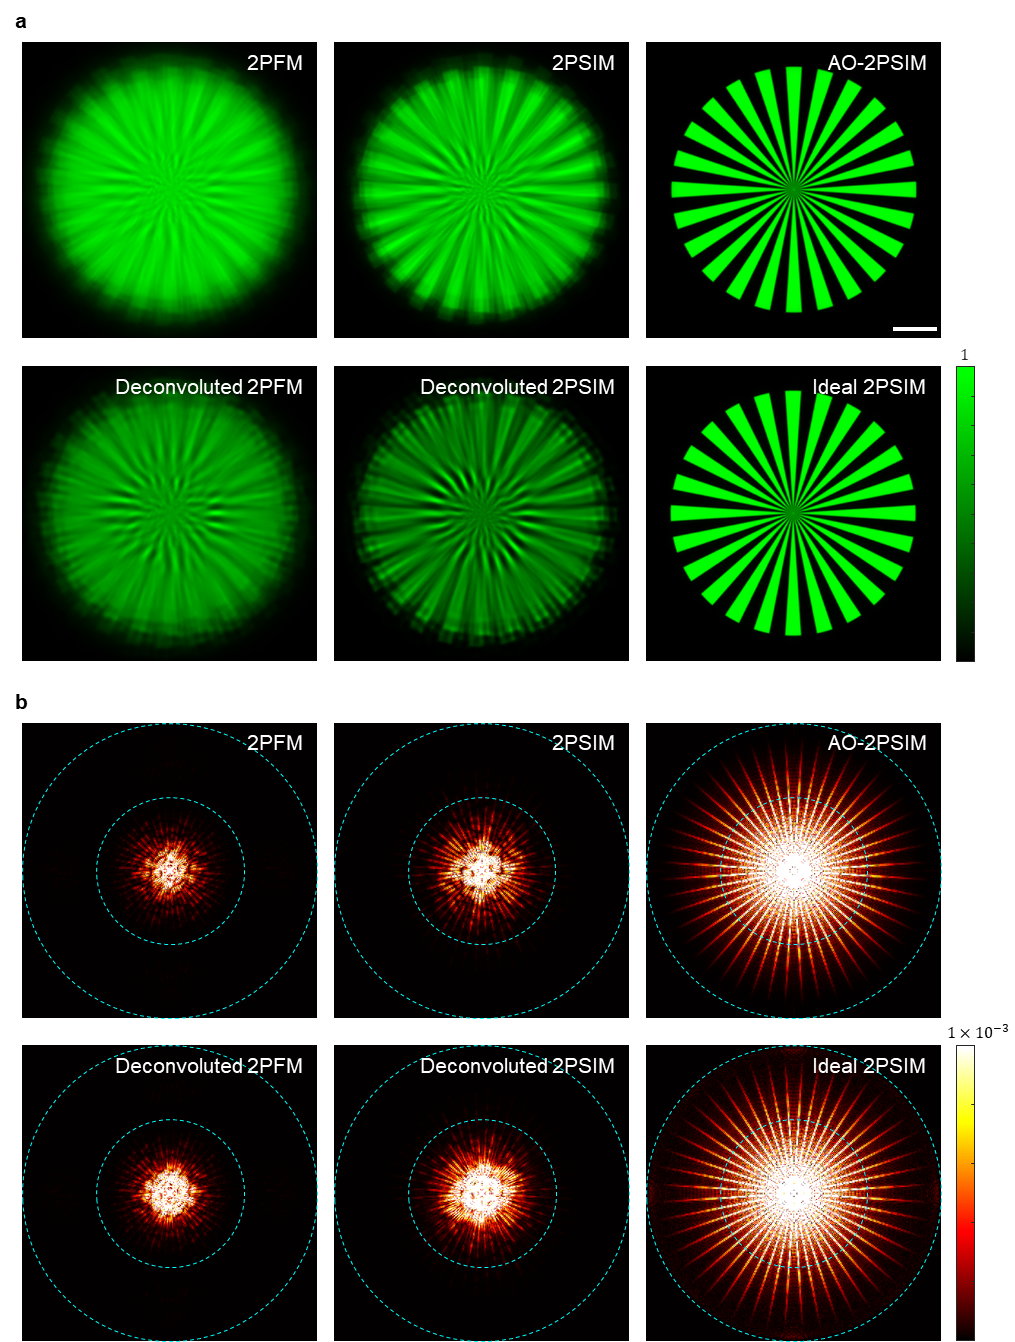 a
2PFM
2PSIM
AO-2PSIM
1
Deconvoluted 2PFM
Deconvoluted 2PSIM
Ideal 2PSIM
b
2PFM
2PSIM
AO-2PSIM
1 × 10⁻³
Deconvoluted 2PFM
Deconvoluted 2PSIM
Ideal 2PSIM